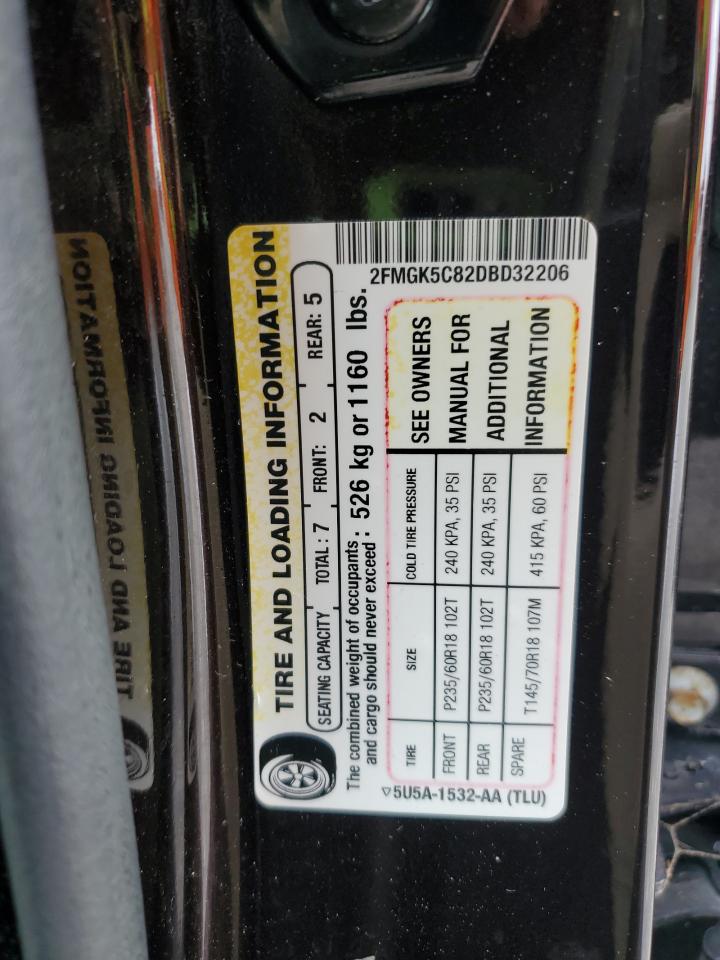 TIRE AND LOADING INFORMATION
SEATING CAPACITY TOTAL : 7 FRONT: 2 REAR: 5
The combined weight of occupants
and cargo should never exceed : 526 kg or 1160 lbs.
2FMGK5C82DBD32206
TIRE SIZE COLD TIRE PRESSURE SEE OWNERS
FRONT P235/60R18 102T 240 KPA, 35 PSI MANUAL FOR
REAR P235/60R18 102T 240 KPA, 35 PSI ADDITIONAL
SPARE T145/70R18 107M 415 KPA, 60 PSI INFORMATION
▽5U5A-1532-AA (TLU)
TIRE AND LOADING INFORMATION